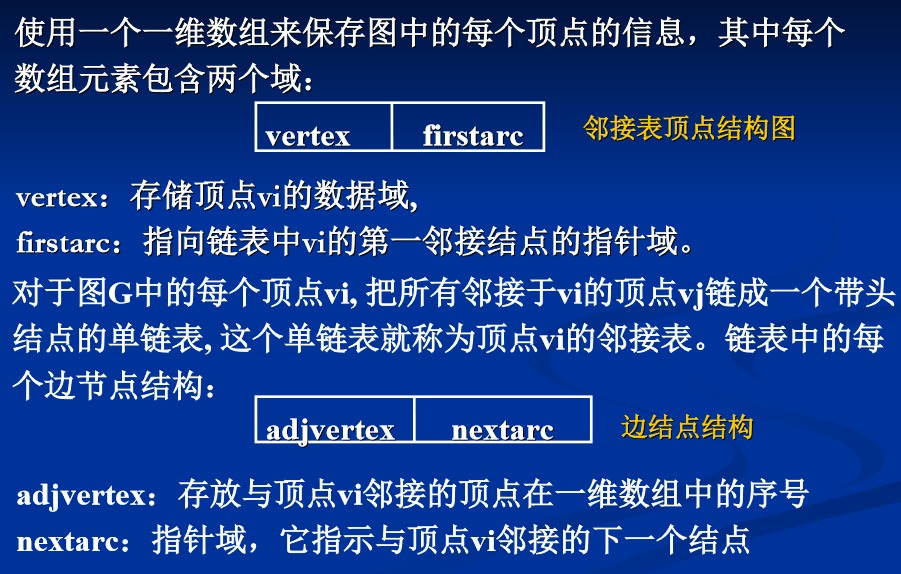 使用一个一维数组来保存图中的每个顶点的信息，其中每个
数组元素包含两个域：
vertex firstarc 邻接表顶点结构图
vertex：存储顶点vi的数据域,
firstarc：指向链表中vi的第一邻接结点的指针域。
对于图G中的每个顶点vi, 把所有邻接于vi的顶点vj链成一个带头
结点的单链表, 这个单链表就称为顶点vi的邻接表。链表中的每
个边节点结构：
adjvertex nextarc 边结点结构
adjvertex：存放与顶点vi邻接的顶点在一维数组中的序号
nextarc：指针域，它指示与顶点vi邻接的下一个结点